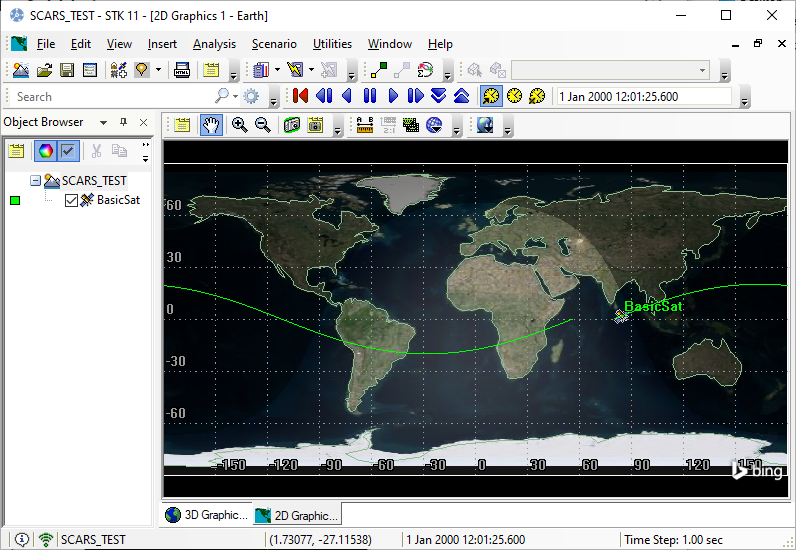 SCARS_TEST - STK 11 - [2D Graphics 1 - Earth]
File Edit View Insert Analysis Scenario Utilities Window Help
HTM
Search
1 Jan 2000 12:01:25.600
Object Browser
SCARS_TEST
BasicSat
60
30
0
-30
-60
BasicSat
-150 -120 -90 -60 -30 0 30 60 90 120 150
bing
3D Graphic... 2D Graphic...
SCARS_TEST (1.73077, -27.11538) 1 Jan 2000 12:01:25.600 Time Step: 1.00 sec